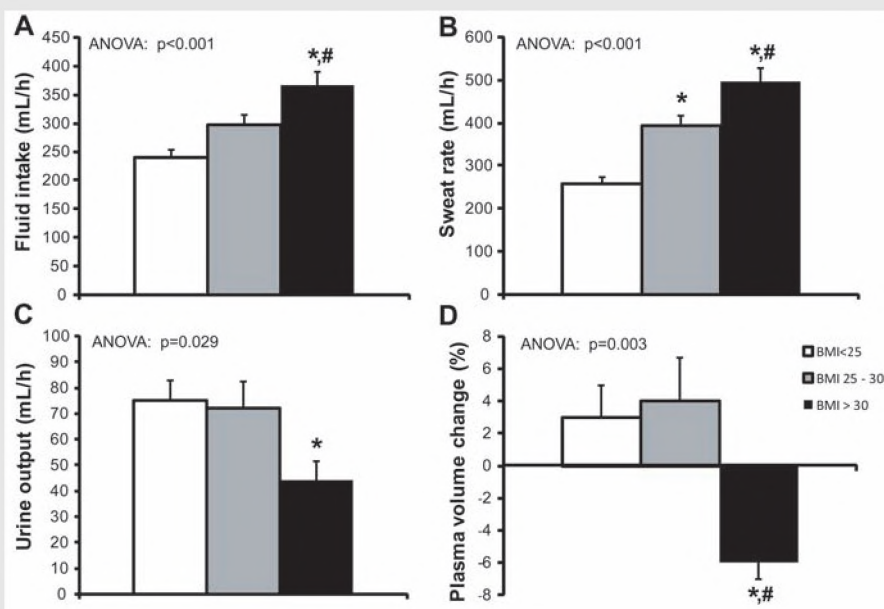 A
ANOVA: p<0.001
Fluid intake (mL/h)
450
400
350
300
250
200
150
100
50
0
*,#
B
ANOVA: p<0.001
Sweat rate (mL/h)
600
500
400
300
200
100
0
*
*,#
C
ANOVA: p=0.029
Urine output (mL/h)
100
90
80
70
60
50
40
30
20
10
0
*
D
ANOVA: p=0.003
Plasma volume change (%)
8
6
4
2
0
-2
-4
-6
-8
*,#
BMI<25
BMI 25 - 30
BMI > 30